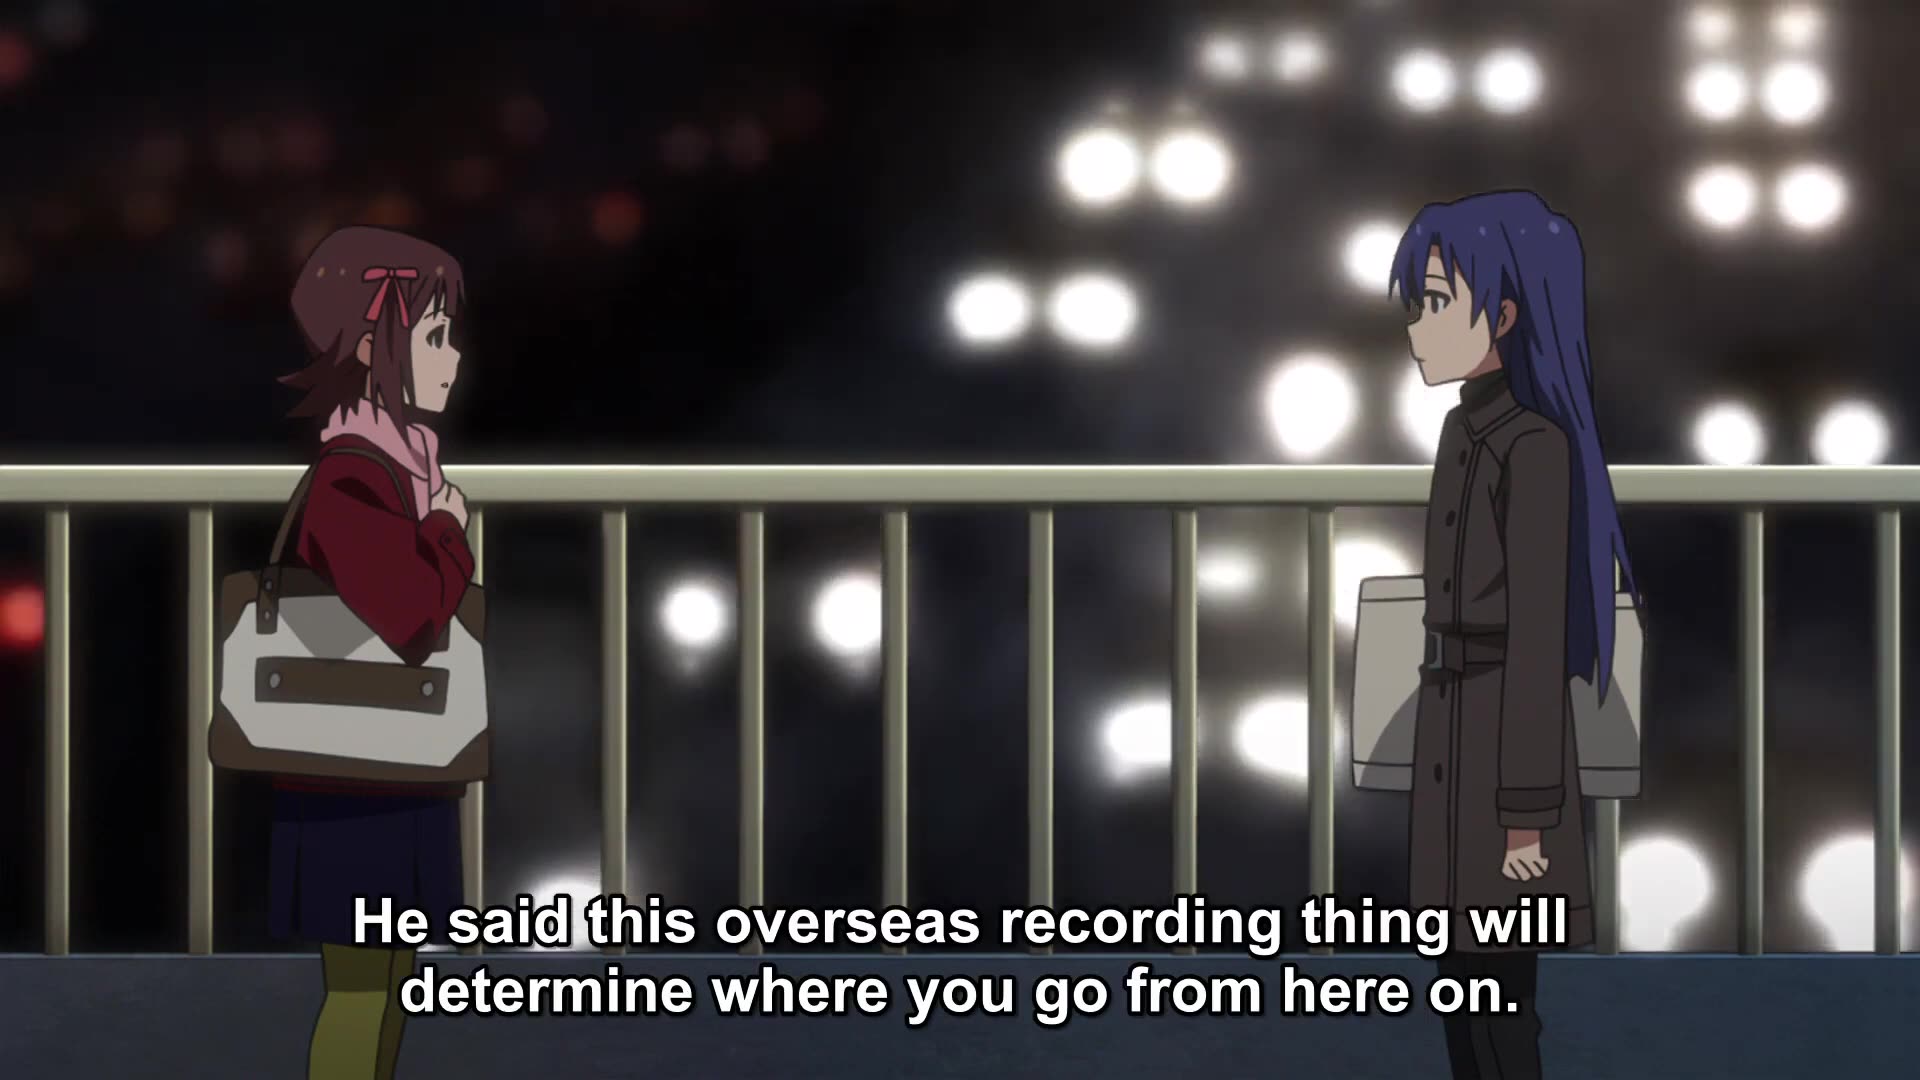 He said this overseas recording thing will
determine where you go from here on.